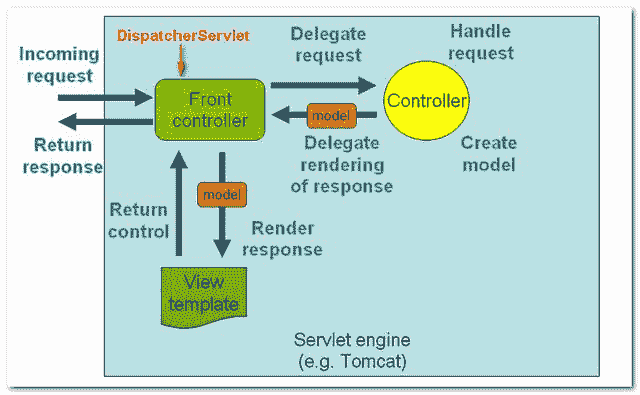 DispatcherServlet
Incoming
request
Delegate
request
Handle
request
Front
controller
Controller
model
Return
response
Delegate
rendering
of response
Create
model
model
Return
control
Render
response
View
template
Servlet engine
(e.g. Tomcat)